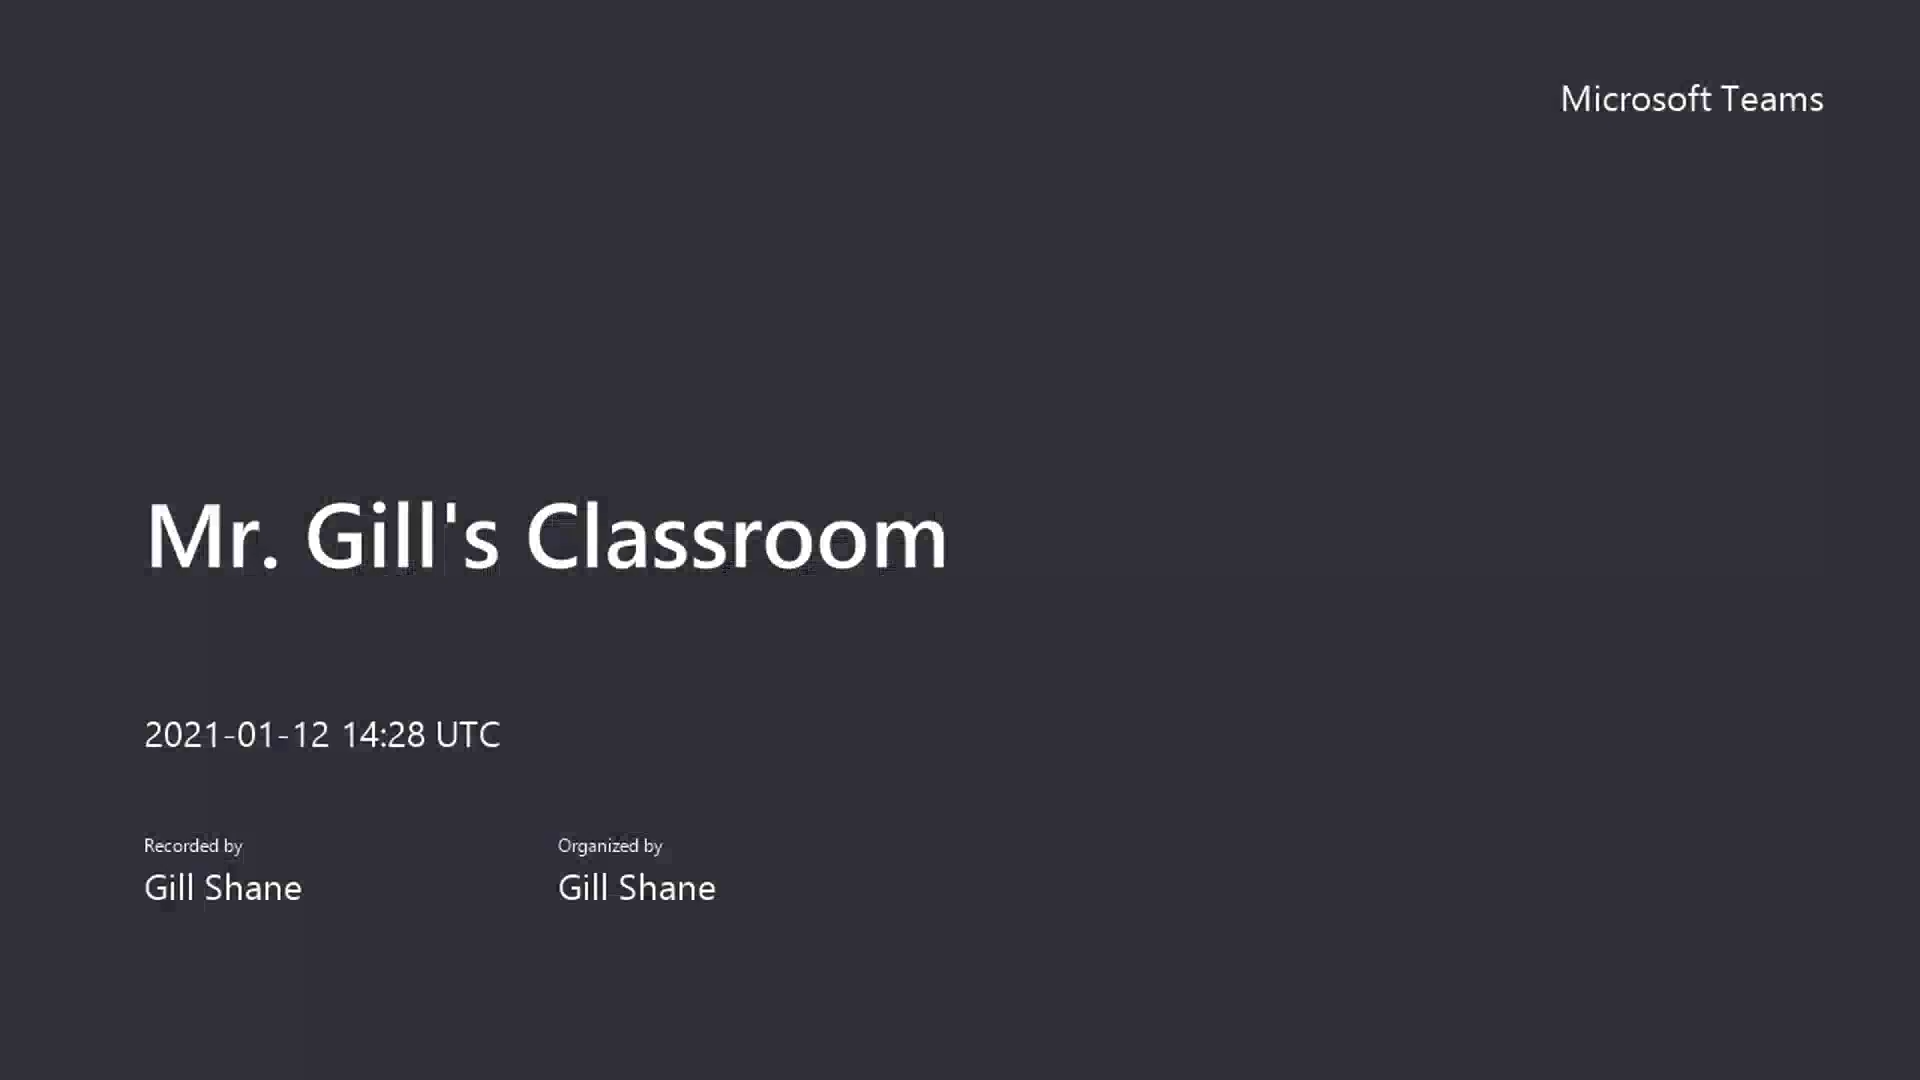 Microsoft Teams
Mr. Gill's Classroom
2021-01-12 14:28 UTC
Recorded by
Gill Shane
Organized by
Gill Shane